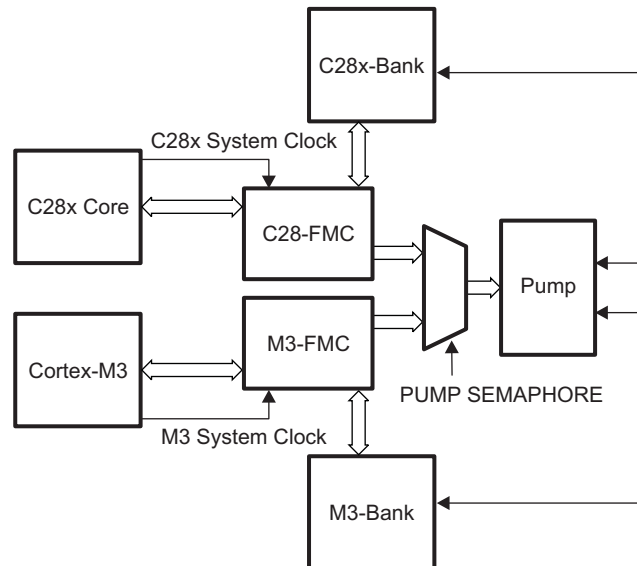 C28x-Bank
C28x System Clock
C28x Core
C28-FMC
Pump
M3-FMC
Cortex-M3
PUMP SEMAPHORE
M3 System Clock
M3-Bank